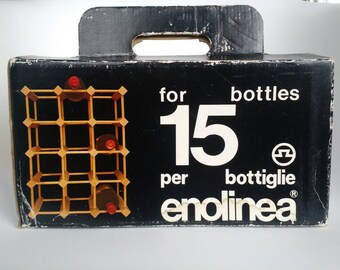 for bottles
15
per bottiglie
enolinea®